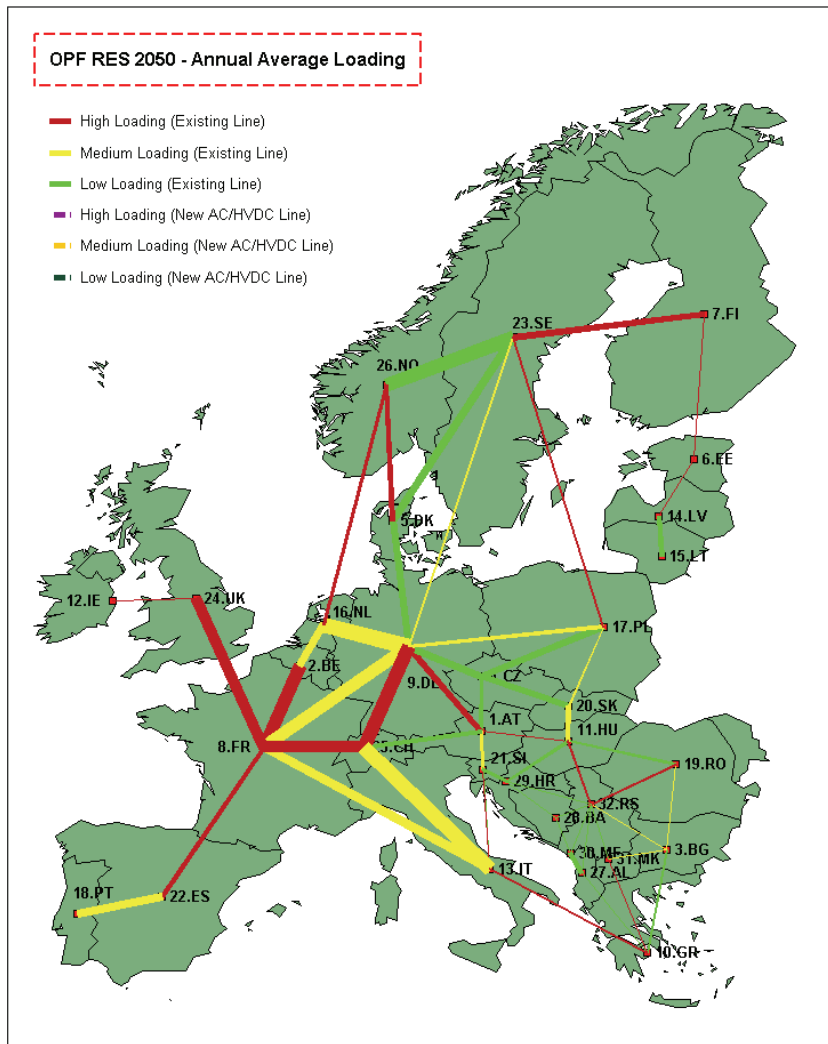 OPF RES 2050 - Annual Average Loading
High Loading (Existing Line)
Medium Loading (Existing Line)
Low Loading (Existing Line)
High Loading (New AC/HVDC Line)
Medium Loading (New AC/HVDC Line)
Low Loading (New AC/HVDC Line)
23.SE
7.FI
26.NO
6.EE
14.LV
5.DK
15.LT
12.IE
24.UK
16.NL
17.PL
2.BE
CZ
9.DE
20.SK
1.AT
11.HU
8.FR
25.CH
21.SI
19.RO
29.HR
32.RS
28.BA
30.ME
31.MK
3.BG
13.IT
27.AL
22.ES
18.PT
10.GR